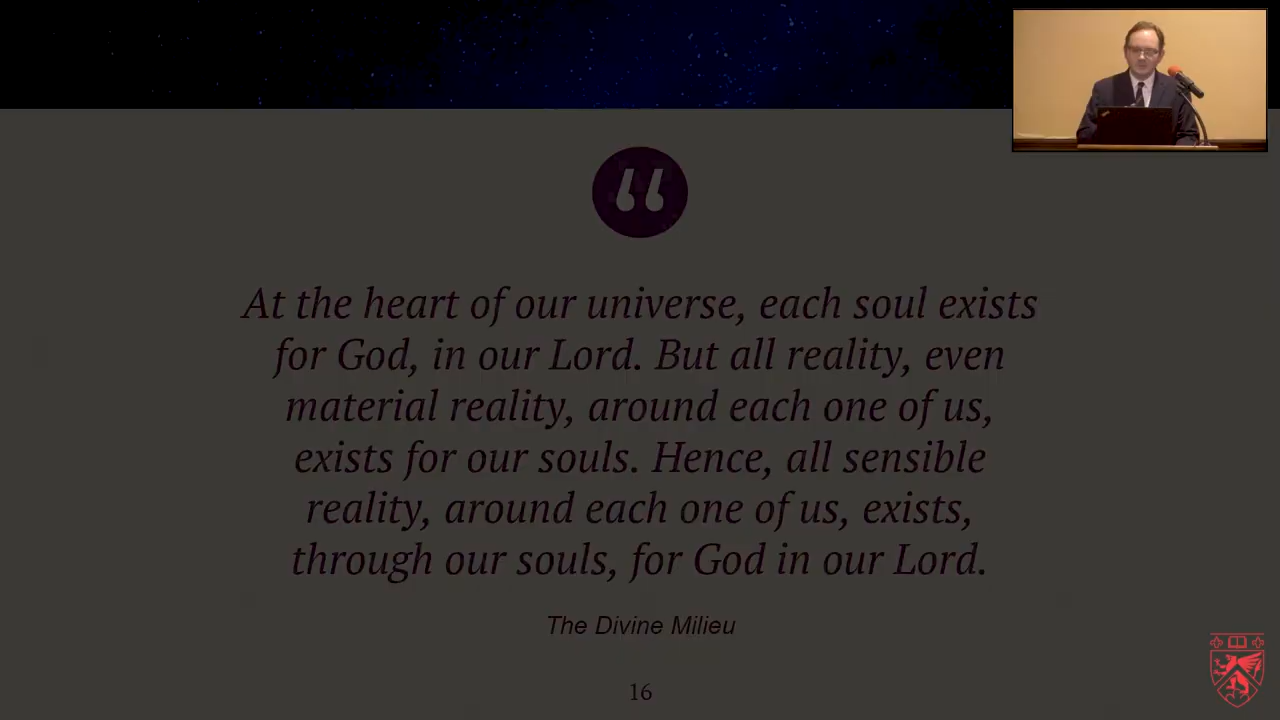 “
At the heart of our universe, each soul exists
for God, in our Lord. But all reality, even
material reality, around each one of us,
exists for our souls. Hence, all sensible
reality, around each one of us, exists,
through our souls, for God in our Lord.
The Divine Milieu
16